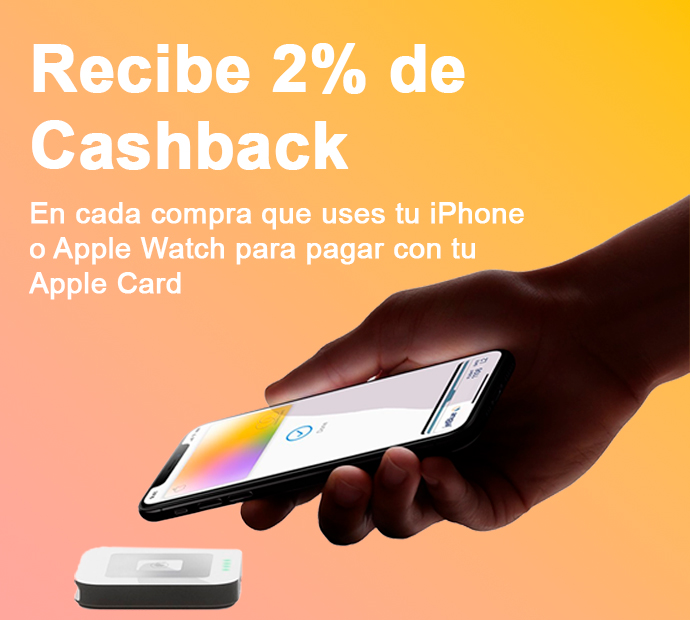 Recibe 2% de
Cashback
En cada compra que uses tu iPhone
o Apple Watch para pagar con tu
Apple Card
Done